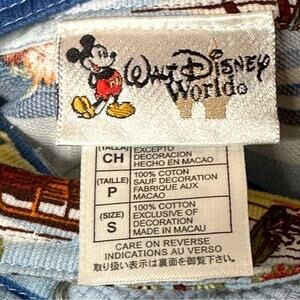 Walt Disney
World
(TALLA)
CH
EXCEPTO
DECORACION
HECHO EN MACAO
(TAILLE)
P
100% COTON
SAUF DECORATION
FABRIQUE AUX
MACAO
(SIZE)
S
100% COTTON
EXCLUSIVE OF
DECORATION
MADE IN MACAU
CARE ON REVERSE
INDICATIONS AU VERSO
取り扱い表示は裏面を御覧下さい